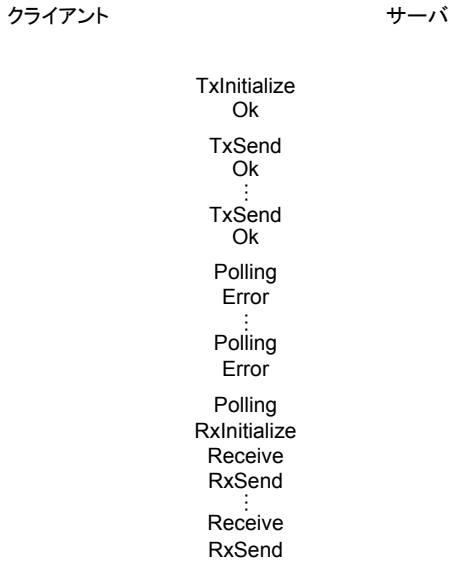 クライアント サーバ
TxInitialize
Ok
TxSend
Ok
⋮
TxSend
Ok
Polling
Error
⋮
Polling
Error
Polling
RxInitialize
Receive
RxSend
⋮
Receive
RxSend